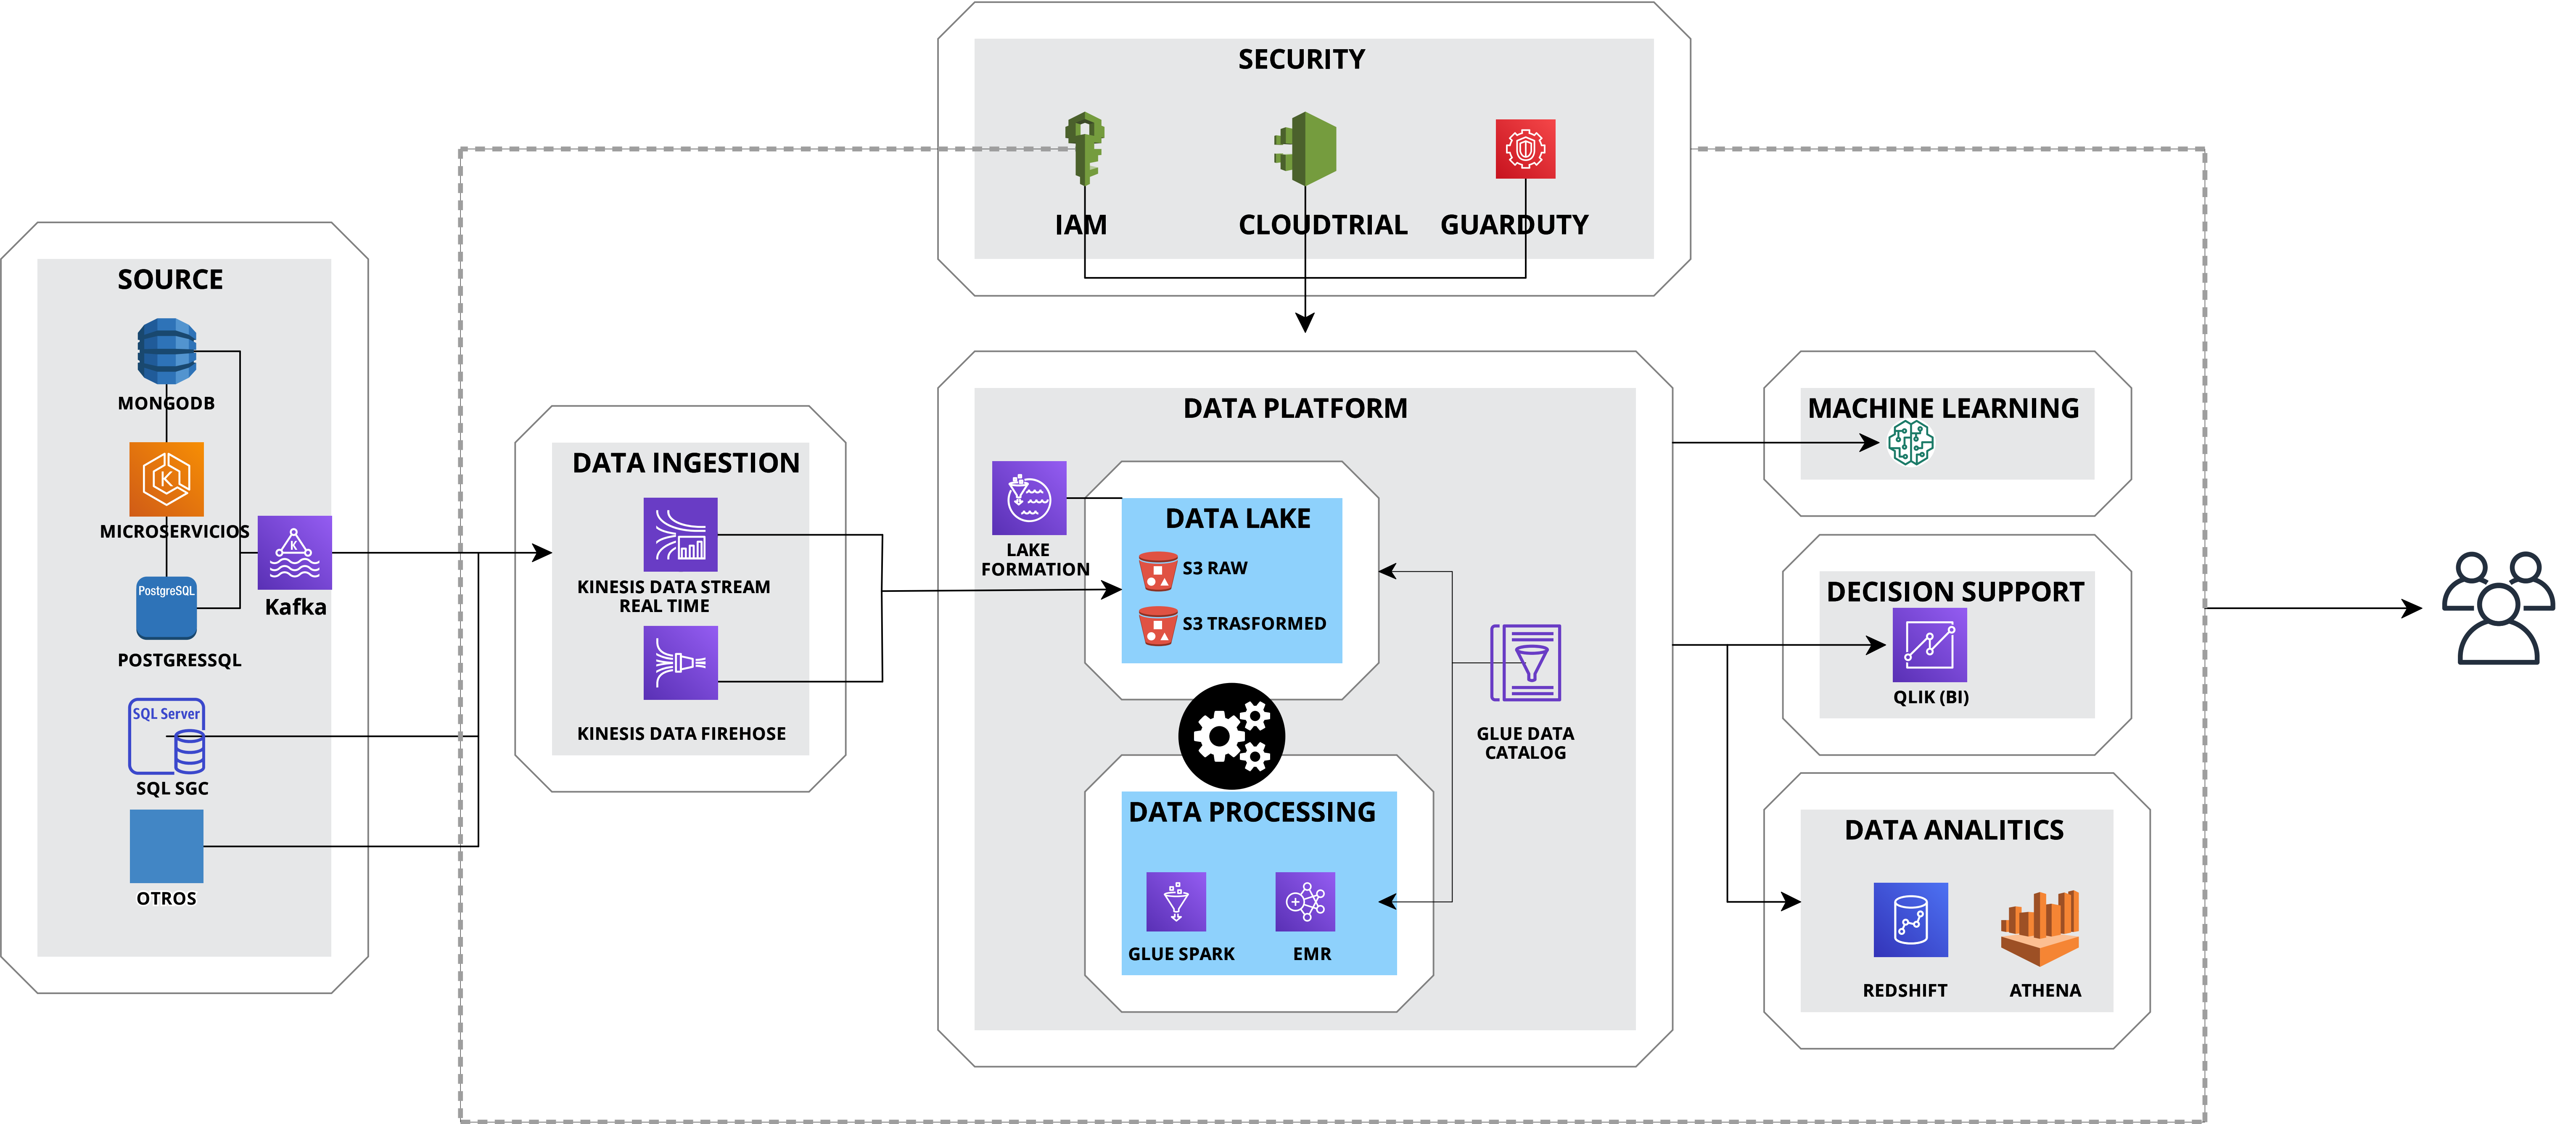 SECURITY
IAM
CLOUDTRIAL
GUARDUTY
SOURCE
MONGODB
K
MICROSERVICIOS
K
Kafka
PostgreSQL
POSTGRESSQL
SQL Server
SQL SGC
OTROS
DATA INGESTION
KINESIS DATA STREAM
REAL TIME
KINESIS DATA FIREHOSE
DATA PLATFORM
LAKE
FORMATION
DATA LAKE
S3 RAW
S3 TRASFORMED
GLUE DATA
CATALOG
DATA PROCESSING
GLUE SPARK
EMR
MACHINE LEARNING
DECISION SUPPORT
QLIK (BI)
DATA ANALITICS
REDSHIFT
ATHENA